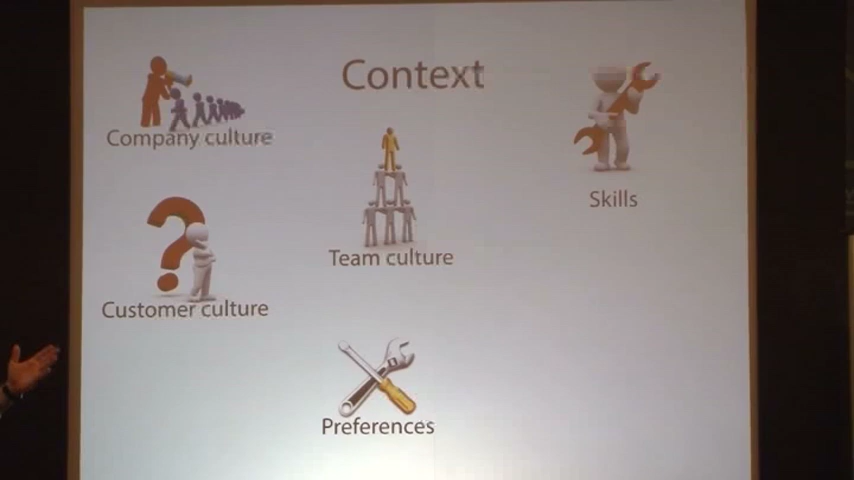 Context
Company culture
Skills
Team culture
Customer culture
Preferences